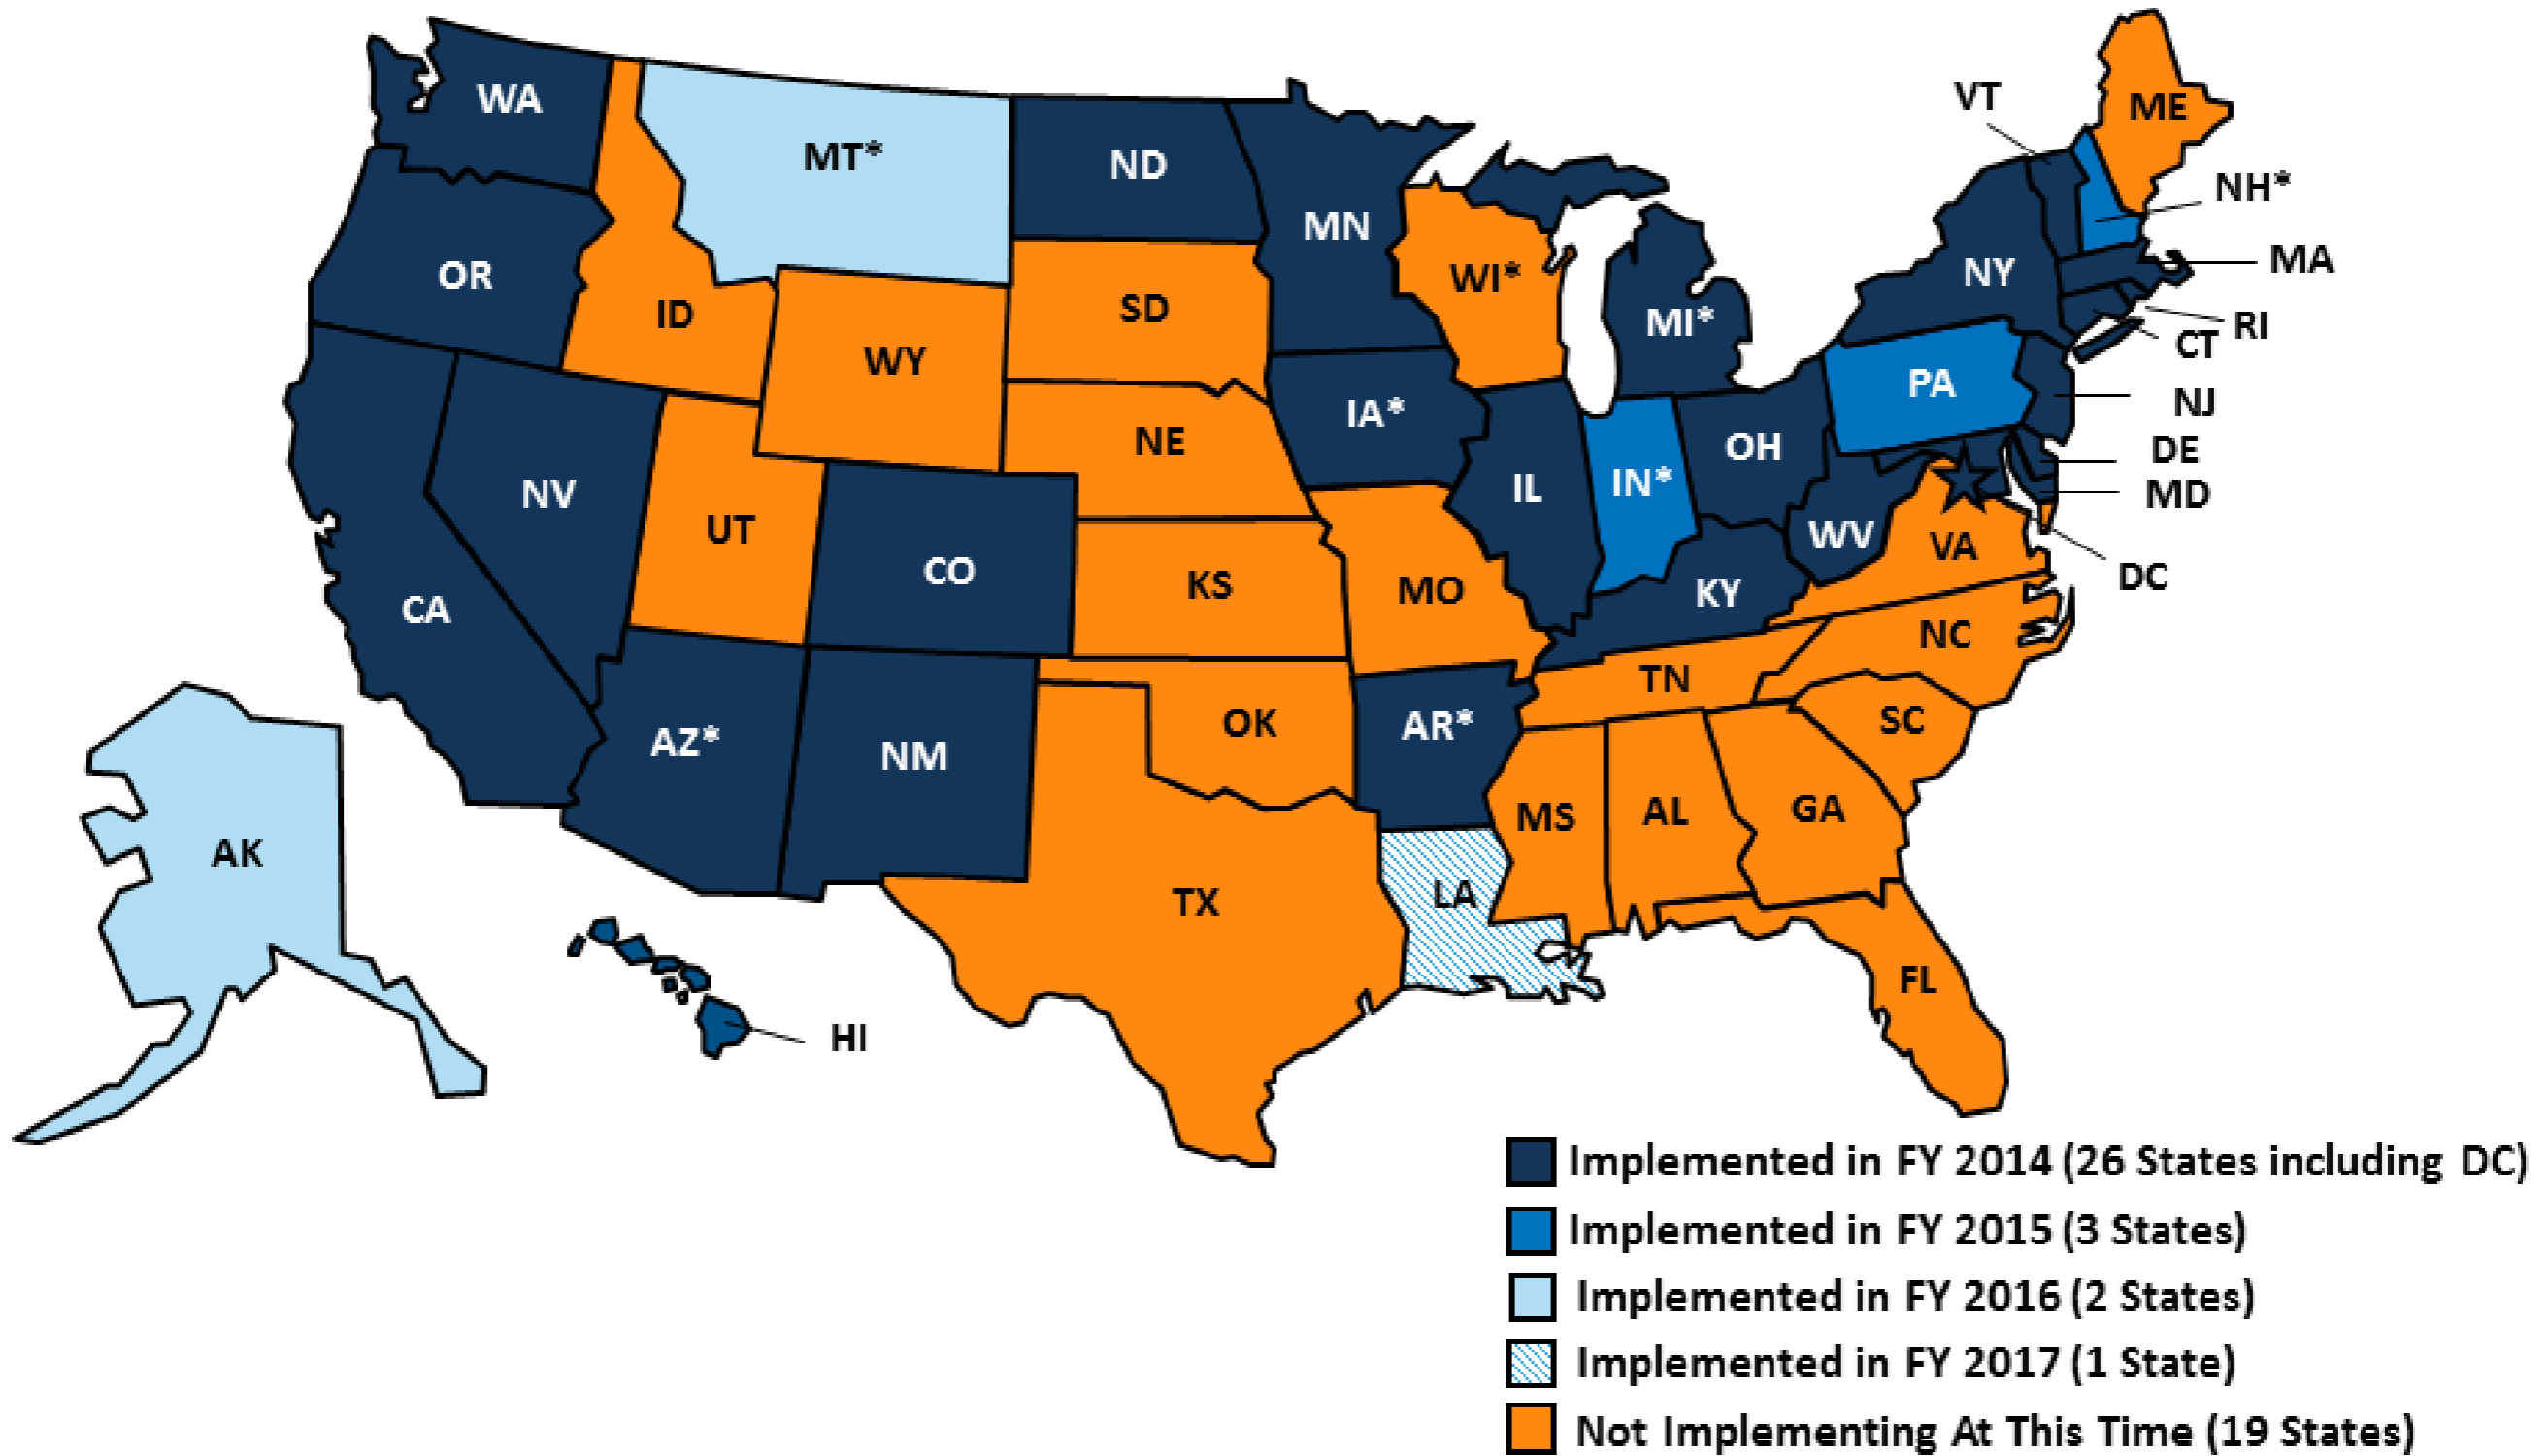 WA
MT*
ND
MN
VT
ME
NH*
OR
ID
SD
WI*
MI*
NY
MA
RI
CT
WY
PA
NJ
NE
IA*
IL
IN*
OH
DE
MD
NV
UT
CO
KS
MO
KY
WV
VA
DC
CA
NC
TN
AZ*
NM
OK
AR*
SC
MS
AL
GA
AK
TX
LA
FL
HI
Implemented in FY 2014 (26 States including DC)
Implemented in FY 2015 (3 States)
Implemented in FY 2016 (2 States)
Implemented in FY 2017 (1 State)
Not Implementing At This Time (19 States)